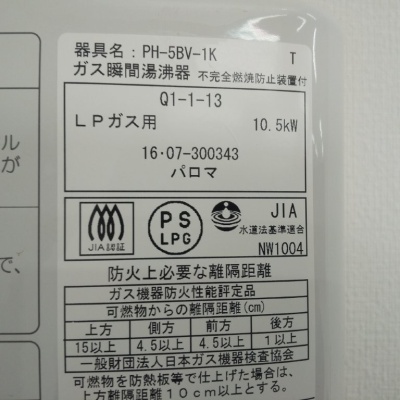 器具名：PH-5BV-1K T
ガス瞬間湯沸器 不完全燃焼防止装置付
Q1-1-13
ＬＰガス用 10.5kW
16·07-300343
パロマ
JIA認証
PS
LPG
JIA
水道法基準適合
NW1004
防火上必要な離隔距離
ガス機器防火性能評定品
可燃物からの離隔距離(cm)
上方 側方 前方 後方
15以上 4.5以上 4.5以上 1以上
一般財団法人日本ガス機器検査協会
可燃物を防熱板等で仕上げた場合は、
上方離隔距離10cm以上とする。
ル
が
で、